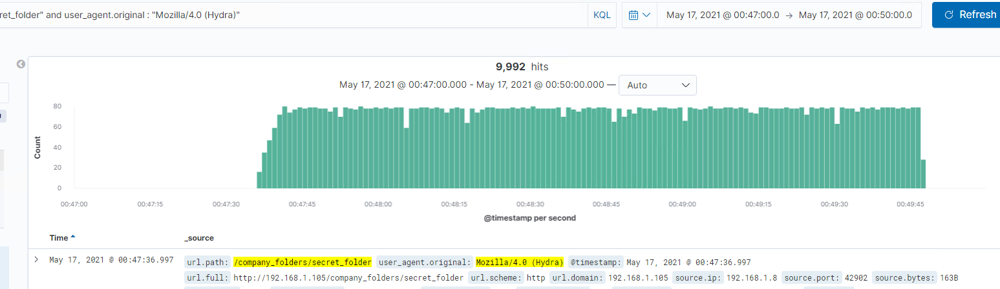 ret_folder" and user_agent.original : "Mozilla/4.0 (Hydra)" KQL May 17, 2021 @ 00:47:00.0 → May 17, 2021 @ 00:50:00.0 Refresh
9,992 hits
May 17, 2021 @ 00:47:00.000 - May 17, 2021 @ 00:50:00.000 — Auto
80
60
40
20
0
Count
00:47:00 00:47:15 00:47:30 00:47:45 00:48:00 00:48:15 00:48:30 00:48:45 00:49:00 00:49:15 00:49:30 00:49:45
@timestamp per second
Time _source
May 17, 2021 @ 00:47:36.997 url.path: /company_folders/secret_folder user_agent.original: Mozilla/4.0 (Hydra) @timestamp: May 17, 2021 @ 00:47:36.997
url.full: http://192.168.1.105/company_folders/secret_folder url.scheme: http url.domain: 192.168.1.105 source.ip: 192.168.1.8 source.port: 42902 source.bytes: 163B